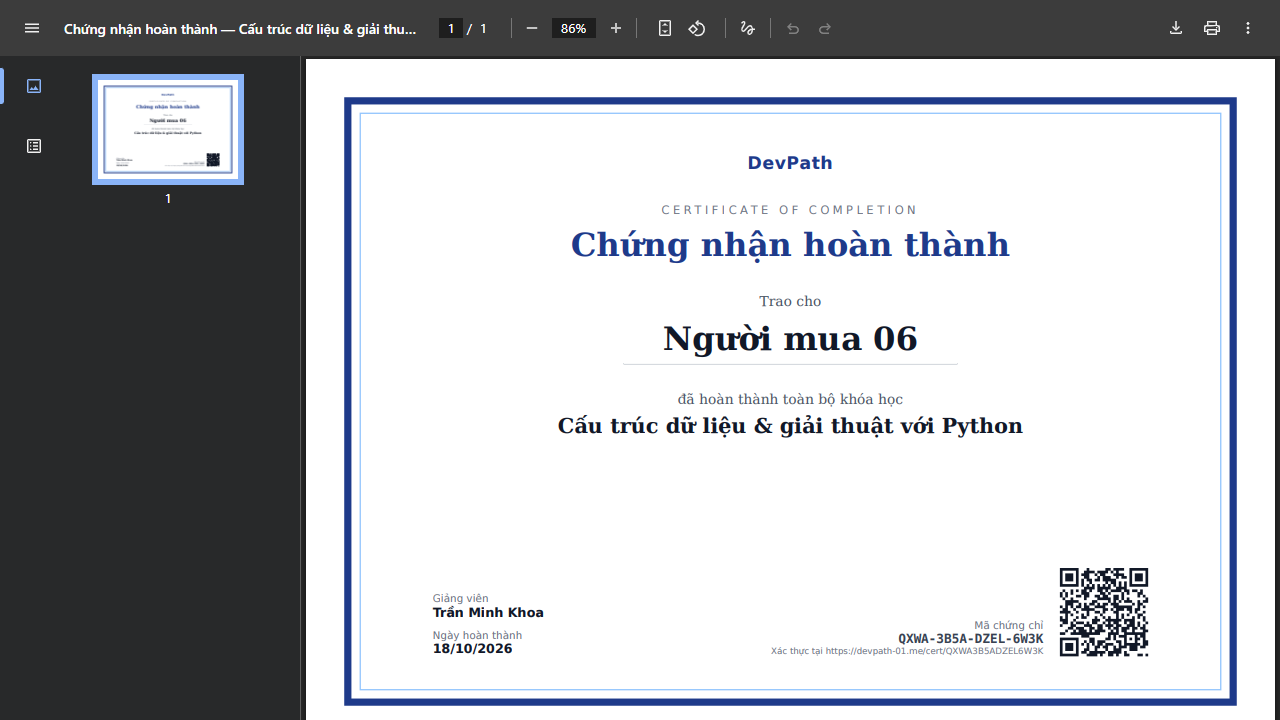 Chứng nhận hoàn thành — Cấu trúc dữ liệu & giải thu...
1 / 1
86%
1
DevPath
CERTIFICATE OF COMPLETION
Chứng nhận hoàn thành
Trao cho
Người mua 06
đã hoàn thành toàn bộ khóa học
Cấu trúc dữ liệu & giải thuật với Python
Giảng viên
Trần Minh Khoa
Ngày hoàn thành
18/10/2026
Mã chứng chỉ
QXWA-3B5A-DZEL-6W3K
Xác thực tại https://devpath-01.me/cert/QXWA3B5ADZEL6W3K